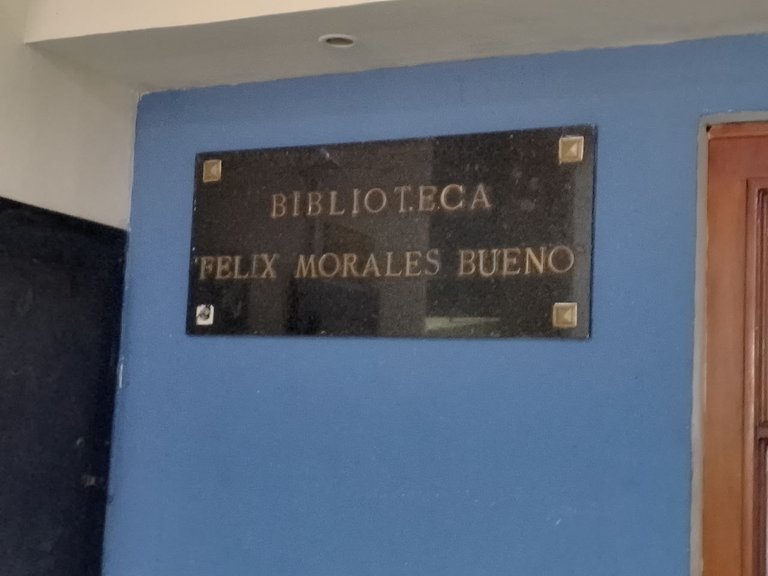 BIBLIOTECA
"FELIX MORALES BUENO"